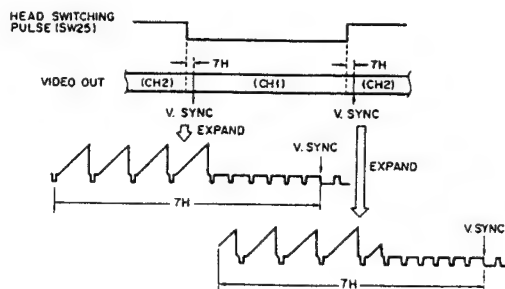 HEAD SWITCHING
PULSE (SW25)
7H
7H
VIDEO OUT
(CH2)
(CH1)
(CH2)
V. SYNC
V. SYNC
EXPAND
V. SYNC
EXPAND
7H
V. SYNC
7H